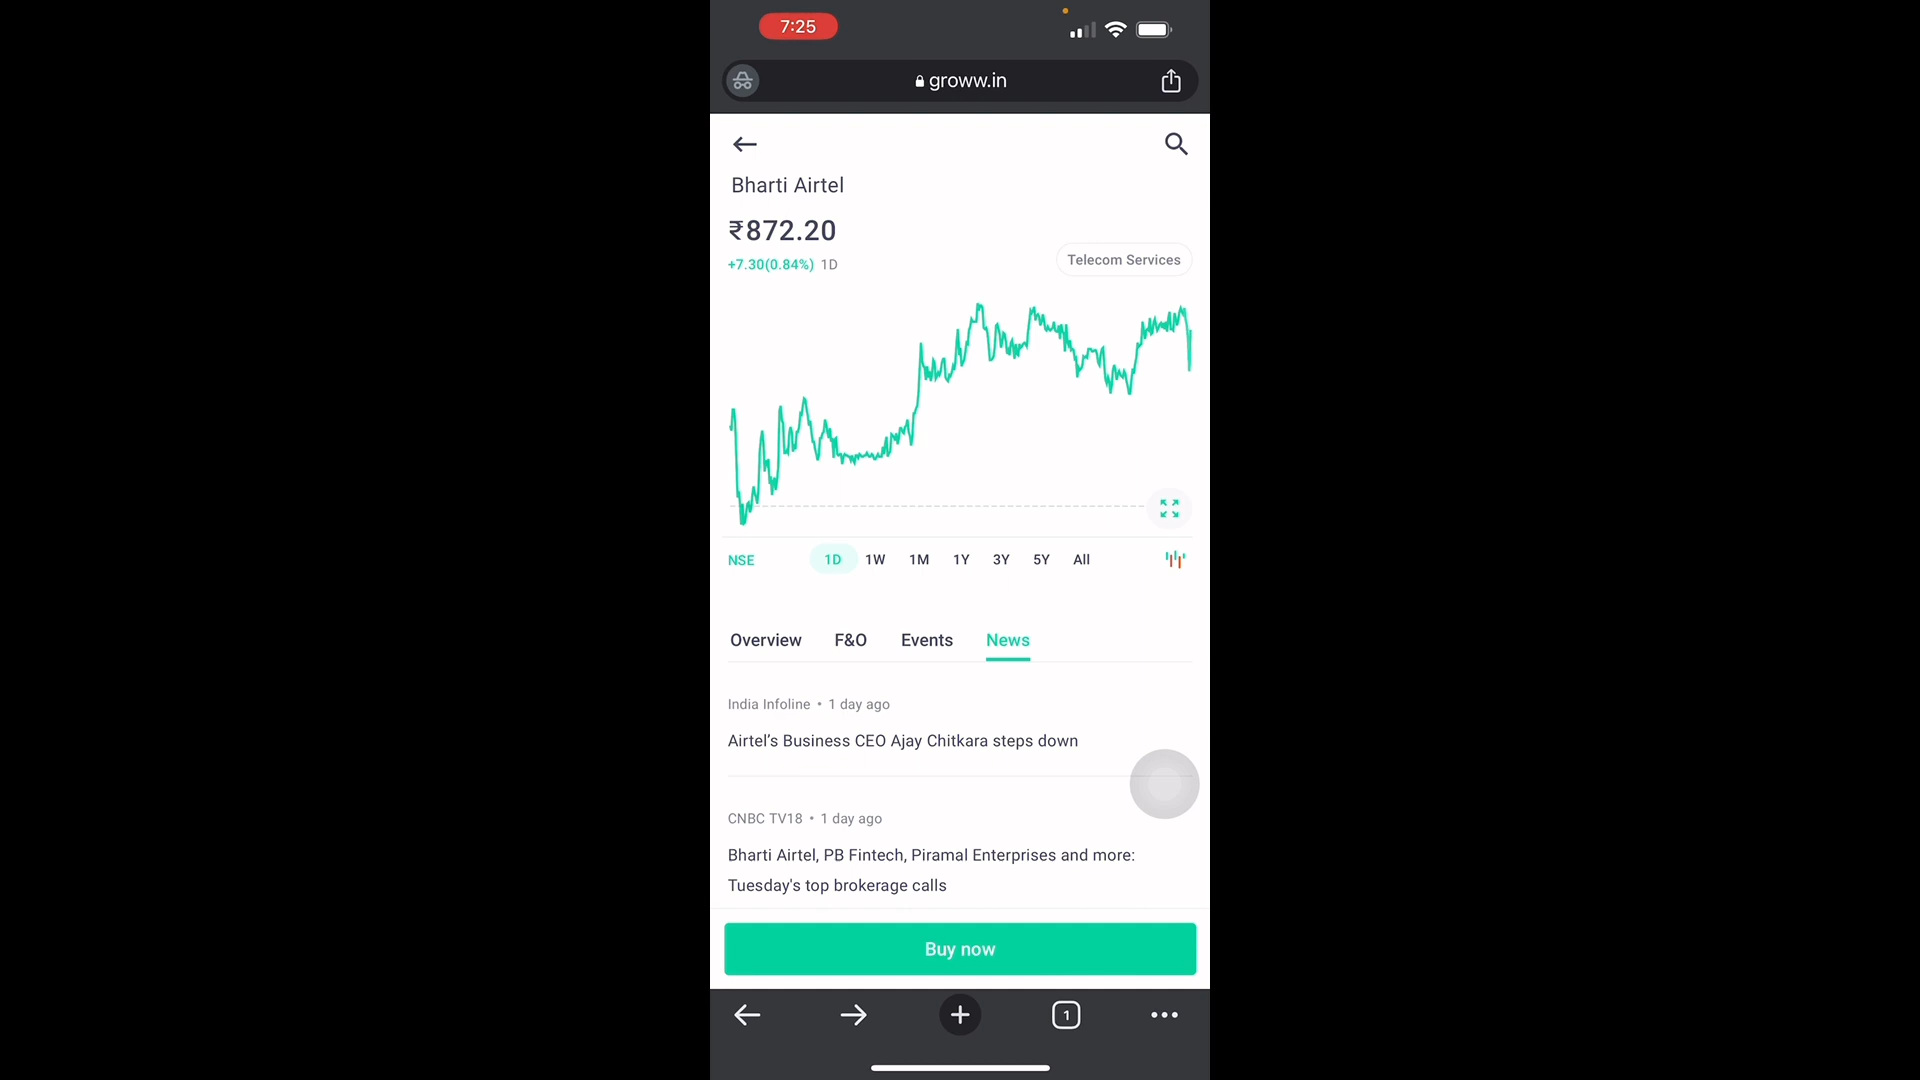 7:25
groww.in
Bharti Airtel
₹872.20
+7.30(0.84%) 1D
Telecom Services
NSE 1D 1W 1M 1Y 3Y 5Y All
Overview F&O Events News
India Infoline • 1 day ago
Airtel’s Business CEO Ajay Chitkara steps down
CNBC TV18 • 1 day ago
Bharti Airtel, PB Fintech, Piramal Enterprises and more:
Tuesday's top brokerage calls
Buy now
1